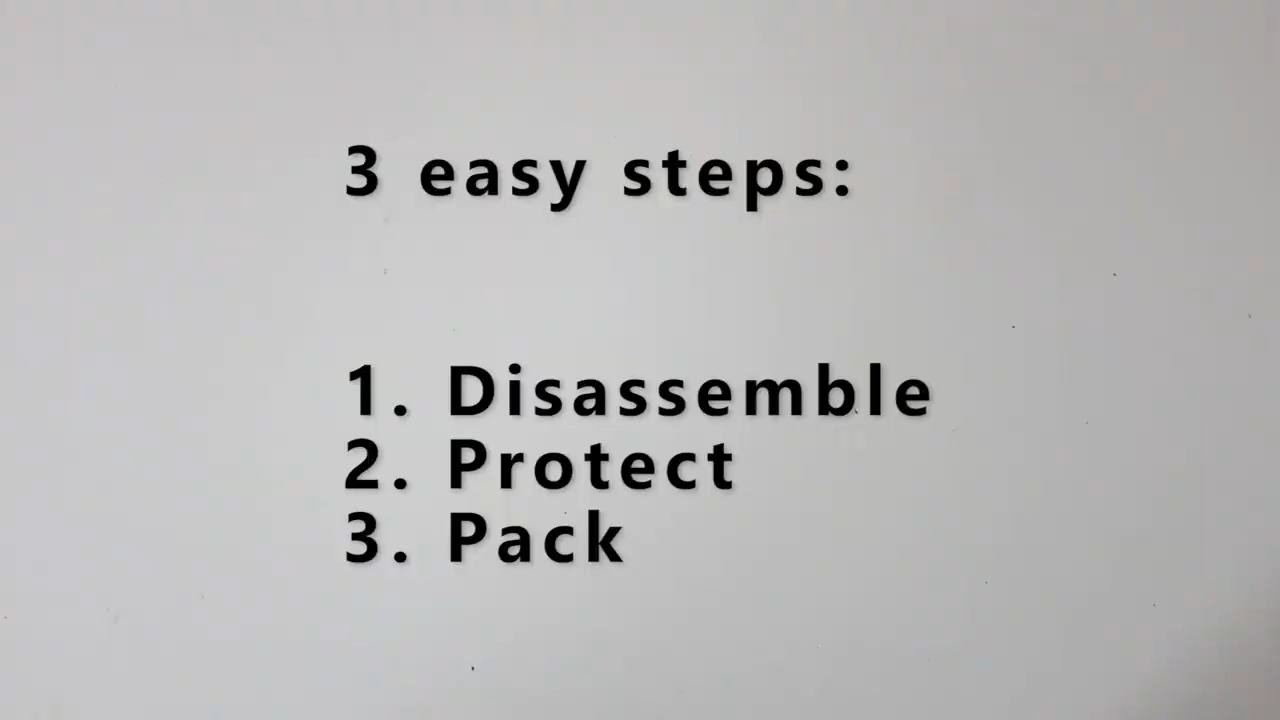 3 easy steps:
1. Disassemble
2. Protect
3. Pack